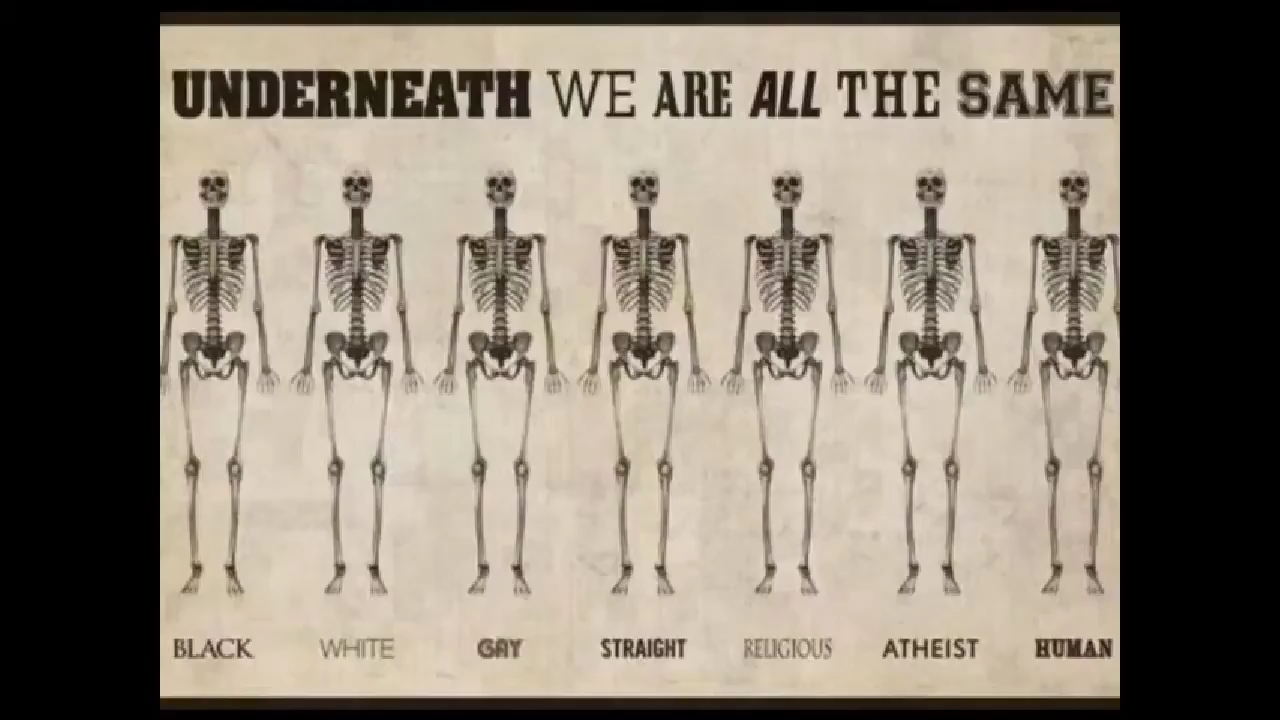 UNDERNEATH WE ARE ALL THE SAME
BLACK WHITE GAY STRAIGHT RELIGIOUS ATHEIST HUMAN